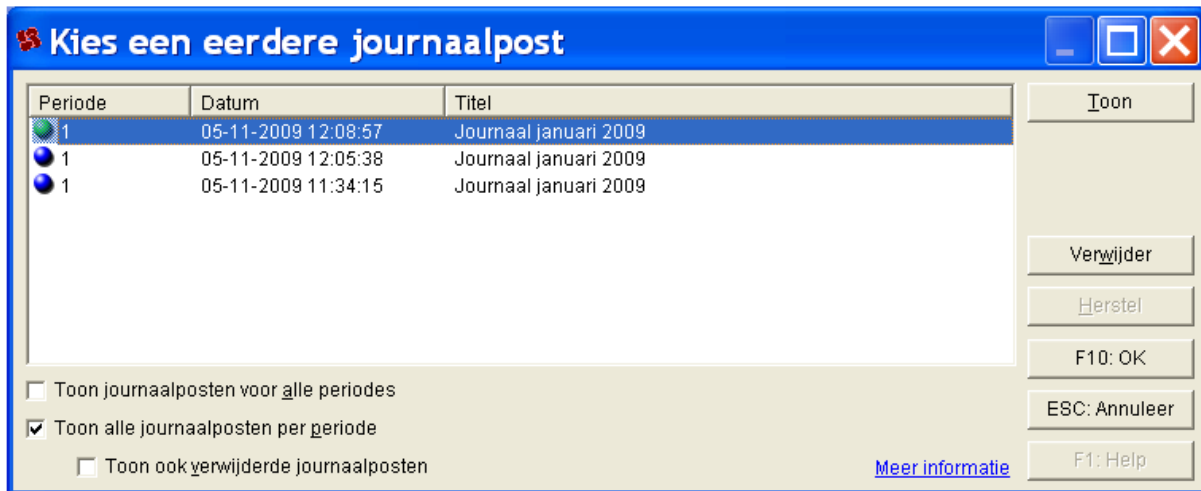 Kies een eerdere journaalpost
Periode Datum Titel
1 05-11-2009 12:08:57 Journaal januari 2009
1 05-11-2009 12:05:38 Journaal januari 2009
1 05-11-2009 11:34:15 Journaal januari 2009
Toon
Verwijder
Herstel
F10: OK
ESC: Annuleer
F1: Help
Toon journaalposten voor alle periodes
Toon alle journaalposten per periode
Toon ook verwijderde journaalposten
Meer informatie